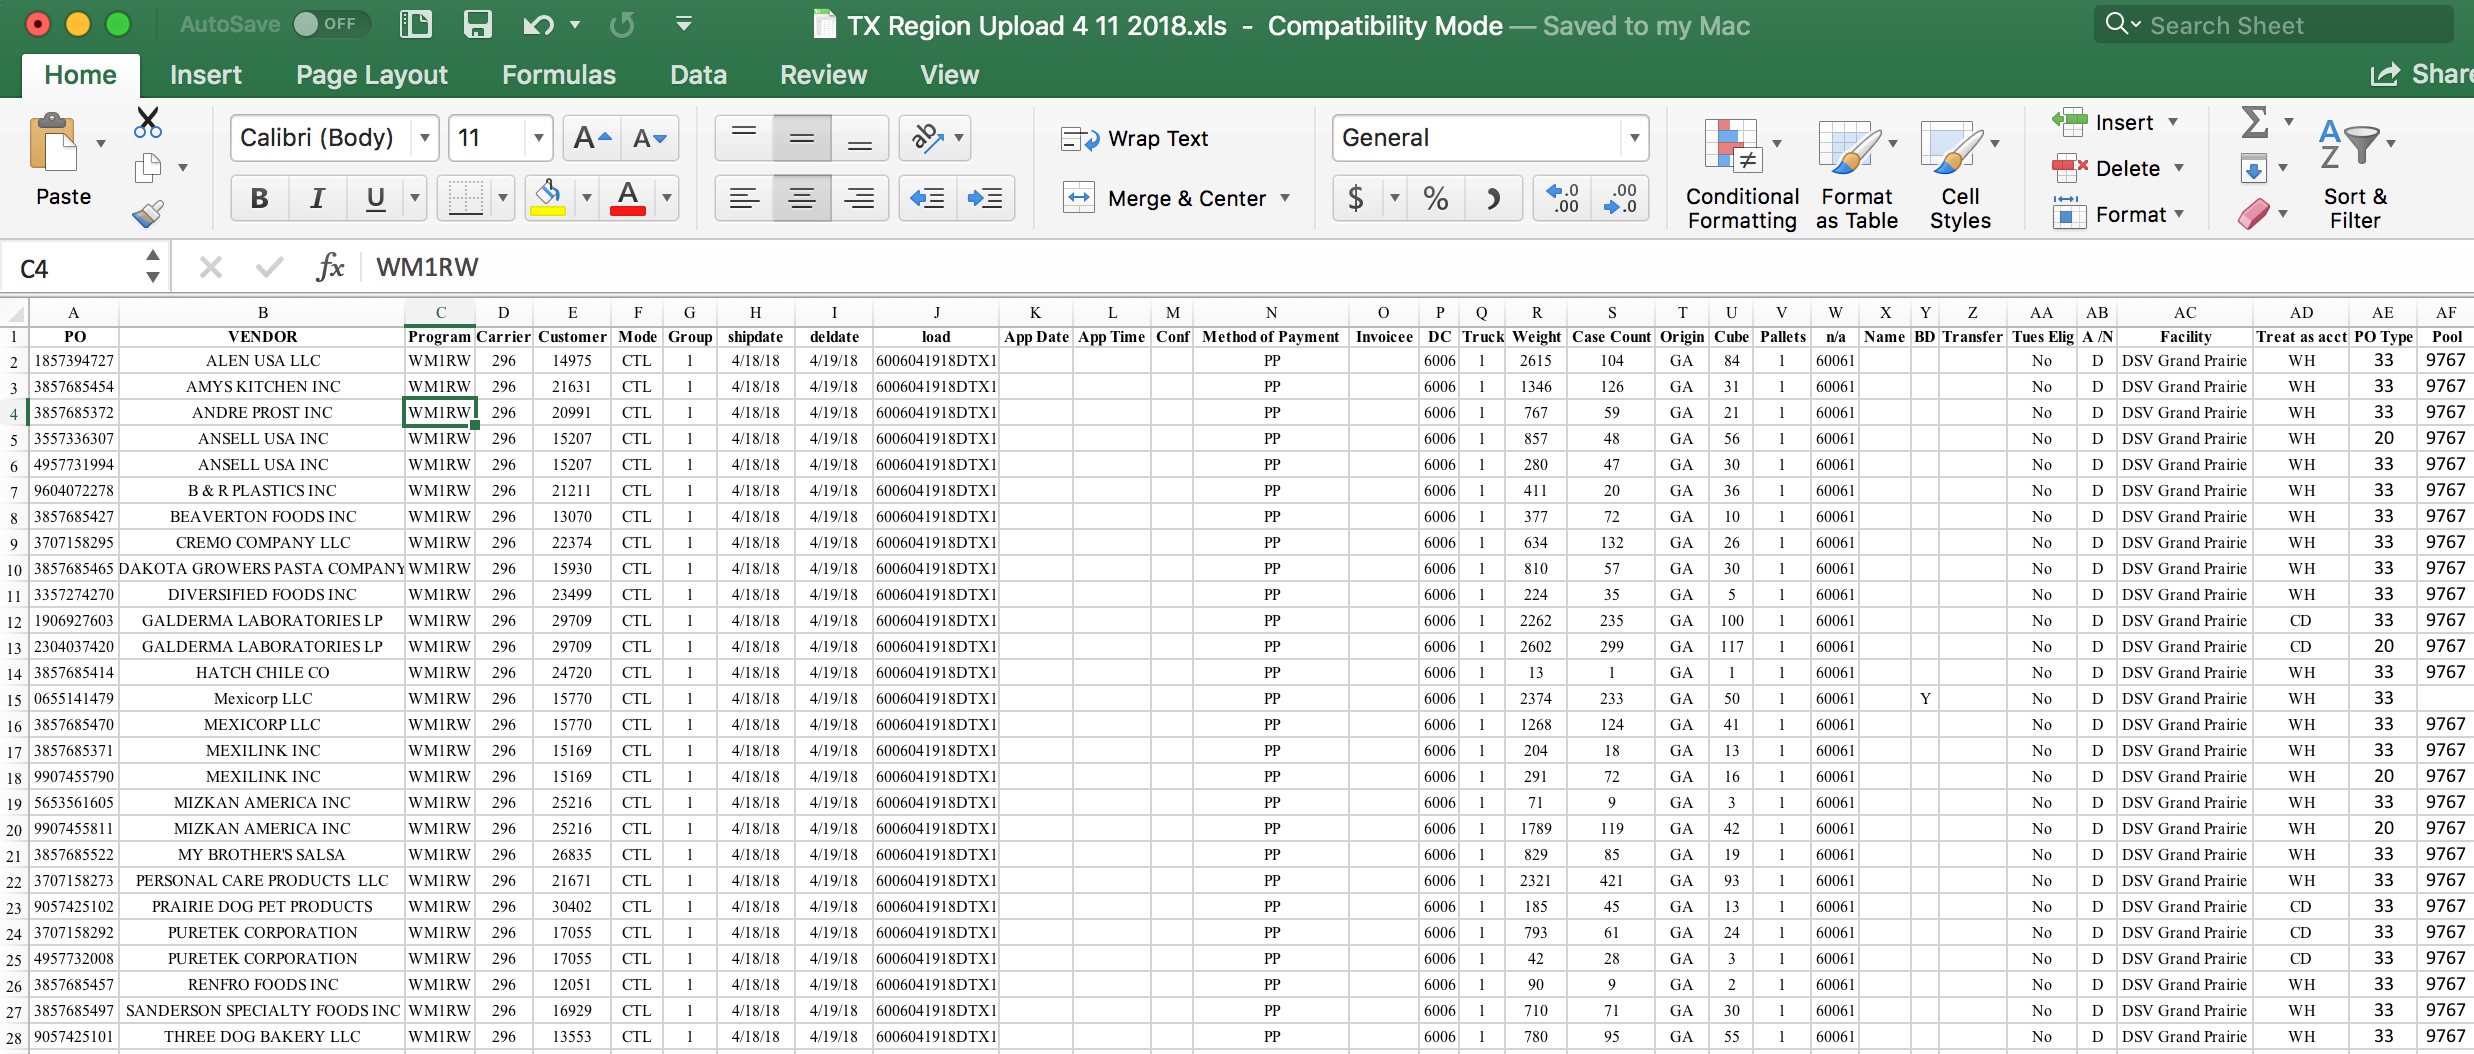 AutoSave OFF TX Region Upload 4 11 2018.xls - Compatibility Mode — Saved to my Mac Search Sheet
Home Insert Page Layout Formulas Data Review View Share
Calibri (Body) 11 A A ab Wrap Text General Insert Σ A Z
Delete
Paste B I U A Merge & Center $ % .0 .00 .00 .0 Conditional Formatting Format as Table Cell Styles Format Sort & Filter
C4 fx WM1RW
A B C D E F G H I J K L M N O P Q R S T U V W X Y Z AA AB AC AD AE AF
1 PO VENDOR Program Carrier Customer Mode Group shipdate deldate load App Date App Time Conf Method of Payment Invoicee DC Truck Weight Case Count Origin Cube Pallets n/a Name BD Transfer Tues Elig A /N Facility Treat as acct PO Type Pool
2 1857394727 ALEN USA LLC WM1RW 296 14975 CTL 1 4/18/18 4/19/18 6006041918DTX1 PP 6006 1 2615 104 GA 84 1 60061 No D DSV Grand Prairie WH 33 9767
3 3857685454 AMYS KITCHEN INC WM1RW 296 21631 CTL 1 4/18/18 4/19/18 6006041918DTX1 PP 6006 1 1346 126 GA 31 1 60061 No D DSV Grand Prairie WH 33 9767
4 3857685372 ANDRE PROST INC WM1RW 296 20991 CTL 1 4/18/18 4/19/18 6006041918DTX1 PP 6006 1 767 59 GA 21 1 60061 No D DSV Grand Prairie WH 33 9767
5 3557336307 ANSELL USA INC WM1RW 296 15207 CTL 1 4/18/18 4/19/18 6006041918DTX1 PP 6006 1 857 48 GA 56 1 60061 No D DSV Grand Prairie WH 20 9767
6 4957731994 ANSELL USA INC WM1RW 296 15207 CTL 1 4/18/18 4/19/18 6006041918DTX1 PP 6006 1 280 47 GA 30 1 60061 No D DSV Grand Prairie WH 33 9767
7 9604072278 B & R PLASTICS INC WM1RW 296 21211 CTL 1 4/18/18 4/19/18 6006041918DTX1 PP 6006 1 411 20 GA 36 1 60061 No D DSV Grand Prairie WH 33 9767
8 3857685427 BEAVERTON FOODS INC WM1RW 296 13070 CTL 1 4/18/18 4/19/18 6006041918DTX1 PP 6006 1 377 72 GA 10 1 60061 No D DSV Grand Prairie WH 33 9767
9 3707158295 CREMO COMPANY LLC WM1RW 296 22374 CTL 1 4/18/18 4/19/18 6006041918DTX1 PP 6006 1 634 132 GA 26 1 60061 No D DSV Grand Prairie WH 33 9767
10 3857685465 DAKOTA GROWERS PASTA COMPANY WM1RW 296 15930 CTL 1 4/18/18 4/19/18 6006041918DTX1 PP 6006 1 810 57 GA 30 1 60061 No D DSV Grand Prairie WH 33 9767
11 3357274270 DIVERSIFIED FOODS INC WM1RW 296 23499 CTL 1 4/18/18 4/19/18 6006041918DTX1 PP 6006 1 224 35 GA 5 1 60061 No D DSV Grand Prairie WH 33 9767
12 1906927603 GALDERMA LABORATORIES LP WM1RW 296 29709 CTL 1 4/18/18 4/19/18 6006041918DTX1 PP 6006 1 2262 235 GA 100 1 60061 No D DSV Grand Prairie CD 33 9767
13 2304037420 GALDERMA LABORATORIES LP WM1RW 296 29709 CTL 1 4/18/18 4/19/18 6006041918DTX1 PP 6006 1 2602 299 GA 117 1 60061 No D DSV Grand Prairie CD 20 9767
14 3857685414 HATCH CHILE CO WM1RW 296 24720 CTL 1 4/18/18 4/19/18 6006041918DTX1 PP 6006 1 13 1 GA 1 1 60061 No D DSV Grand Prairie WH 33 9767
15 0655141479 Mexicorp LLC WM1RW 296 15770 CTL 1 4/18/18 4/19/18 6006041918DTX1 PP 6006 1 2374 233 GA 50 1 60061 Y No D DSV Grand Prairie WH 33
16 3857685470 MEXICORP LLC WM1RW 296 15770 CTL 1 4/18/18 4/19/18 6006041918DTX1 PP 6006 1 1268 124 GA 41 1 60061 No D DSV Grand Prairie WH 33 9767
17 3857685371 MEXILINK INC WM1RW 296 15169 CTL 1 4/18/18 4/19/18 6006041918DTX1 PP 6006 1 204 18 GA 13 1 60061 No D DSV Grand Prairie WH 33 9767
18 9907455790 MEXILINK INC WM1RW 296 15169 CTL 1 4/18/18 4/19/18 6006041918DTX1 PP 6006 1 291 72 GA 16 1 60061 No D DSV Grand Prairie WH 20 9767
19 5653561605 MIZKAN AMERICA INC WM1RW 296 25216 CTL 1 4/18/18 4/19/18 6006041918DTX1 PP 6006 1 71 9 GA 3 1 60061 No D DSV Grand Prairie WH 33 9767
20 9907455811 MIZKAN AMERICA INC WM1RW 296 25216 CTL 1 4/18/18 4/19/18 6006041918DTX1 PP 6006 1 1789 119 GA 42 1 60061 No D DSV Grand Prairie WH 20 9767
21 3857685522 MY BROTHER'S SALSA WM1RW 296 26835 CTL 1 4/18/18 4/19/18 6006041918DTX1 PP 6006 1 829 85 GA 19 1 60061 No D DSV Grand Prairie WH 33 9767
22 3707158273 PERSONAL CARE PRODUCTS LLC WM1RW 296 21671 CTL 1 4/18/18 4/19/18 6006041918DTX1 PP 6006 1 2321 421 GA 93 1 60061 No D DSV Grand Prairie WH 33 9767
23 9057425102 PRAIRIE DOG PET PRODUCTS WM1RW 296 30402 CTL 1 4/18/18 4/19/18 6006041918DTX1 PP 6006 1 185 45 GA 13 1 60061 No D DSV Grand Prairie CD 33 9767
24 3707158292 PURETEK CORPORATION WM1RW 296 17055 CTL 1 4/18/18 4/19/18 6006041918DTX1 PP 6006 1 793 61 GA 24 1 60061 No D DSV Grand Prairie CD 33 9767
25 4957732008 PURETEK CORPORATION WM1RW 296 17055 CTL 1 4/18/18 4/19/18 6006041918DTX1 PP 6006 1 42 28 GA 3 1 60061 No D DSV Grand Prairie CD 33 9767
26 3857685457 RENFRO FOODS INC WM1RW 296 12051 CTL 1 4/18/18 4/19/18 6006041918DTX1 PP 6006 1 90 9 GA 2 1 60061 No D DSV Grand Prairie WH 33 9767
27 3857685497 SANDERSON SPECIALTY FOODS INC WM1RW 296 16929 CTL 1 4/18/18 4/19/18 6006041918DTX1 PP 6006 1 710 71 GA 30 1 60061 No D DSV Grand Prairie WH 33 9767
28 9057425101 THREE DOG BAKERY LLC WM1RW 296 13553 CTL 1 4/18/18 4/19/18 6006041918DTX1 PP 6006 1 780 95 GA 55 1 60061 No D DSV Grand Prairie WH 33 9767